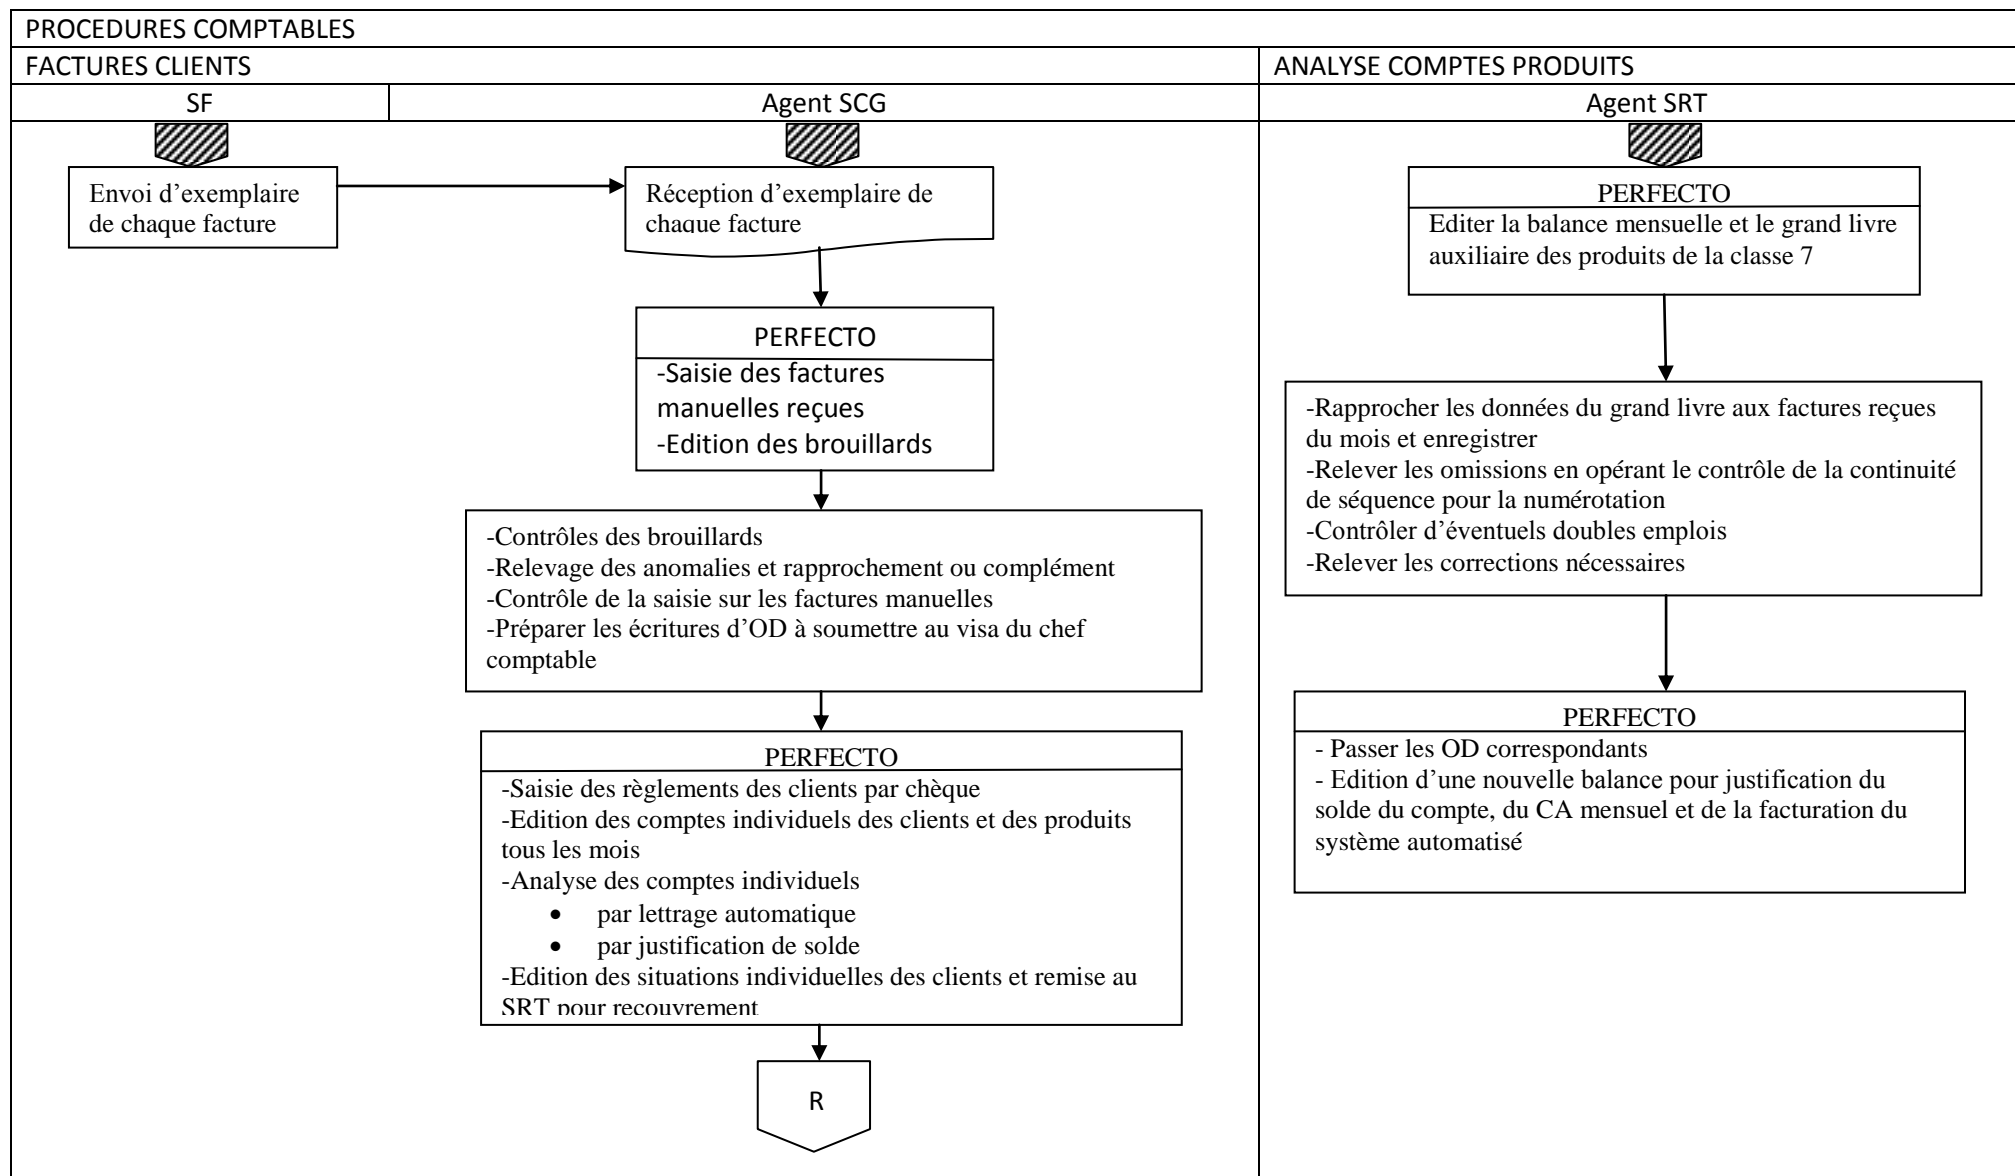 PROCEDURES COMPTABLES
FACTURES CLIENTS
ANALYSE COMPTES PRODUITS
SF
Agent SCG
Agent SRT
Envoi d’exemplaire
de chaque facture
Réception d’exemplaire de
chaque facture
PERFECTO
-Saisie des factures
manuelles reçues
-Edition des brouillards
-Contrôles des brouillards
-Relevage des anomalies et rapprochement ou complément
-Contrôle de la saisie sur les factures manuelles
-Préparer les écritures d’OD à soumettre au visa du chef
comptable
PERFECTO
-Saisie des règlements des clients par chèque
-Edition des comptes individuels des clients et des produits
tous les mois
-Analyse des comptes individuels
• par lettrage automatique
• par justification de solde
-Edition des situations individuelles des clients et remise au
SRT pour recouvrement
R
PERFECTO
Editer la balance mensuelle et le grand livre
auxiliaire des produits de la classe 7
-Rapprocher les données du grand livre aux factures reçues
du mois et enregistrer
-Relever les omissions en opérant le contrôle de la continuité
de séquence pour la numérotation
-Contrôler d’éventuels doubles emplois
-Relever les corrections nécessaires
PERFECTO
- Passer les OD correspondants
- Edition d’une nouvelle balance pour justification du
solde du compte, du CA mensuel et de la facturation du
système automatisé